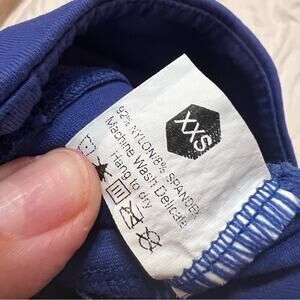 XXS
92% NYLON/8% SPANDEX
Machine Wash Delicate
Hang to dry